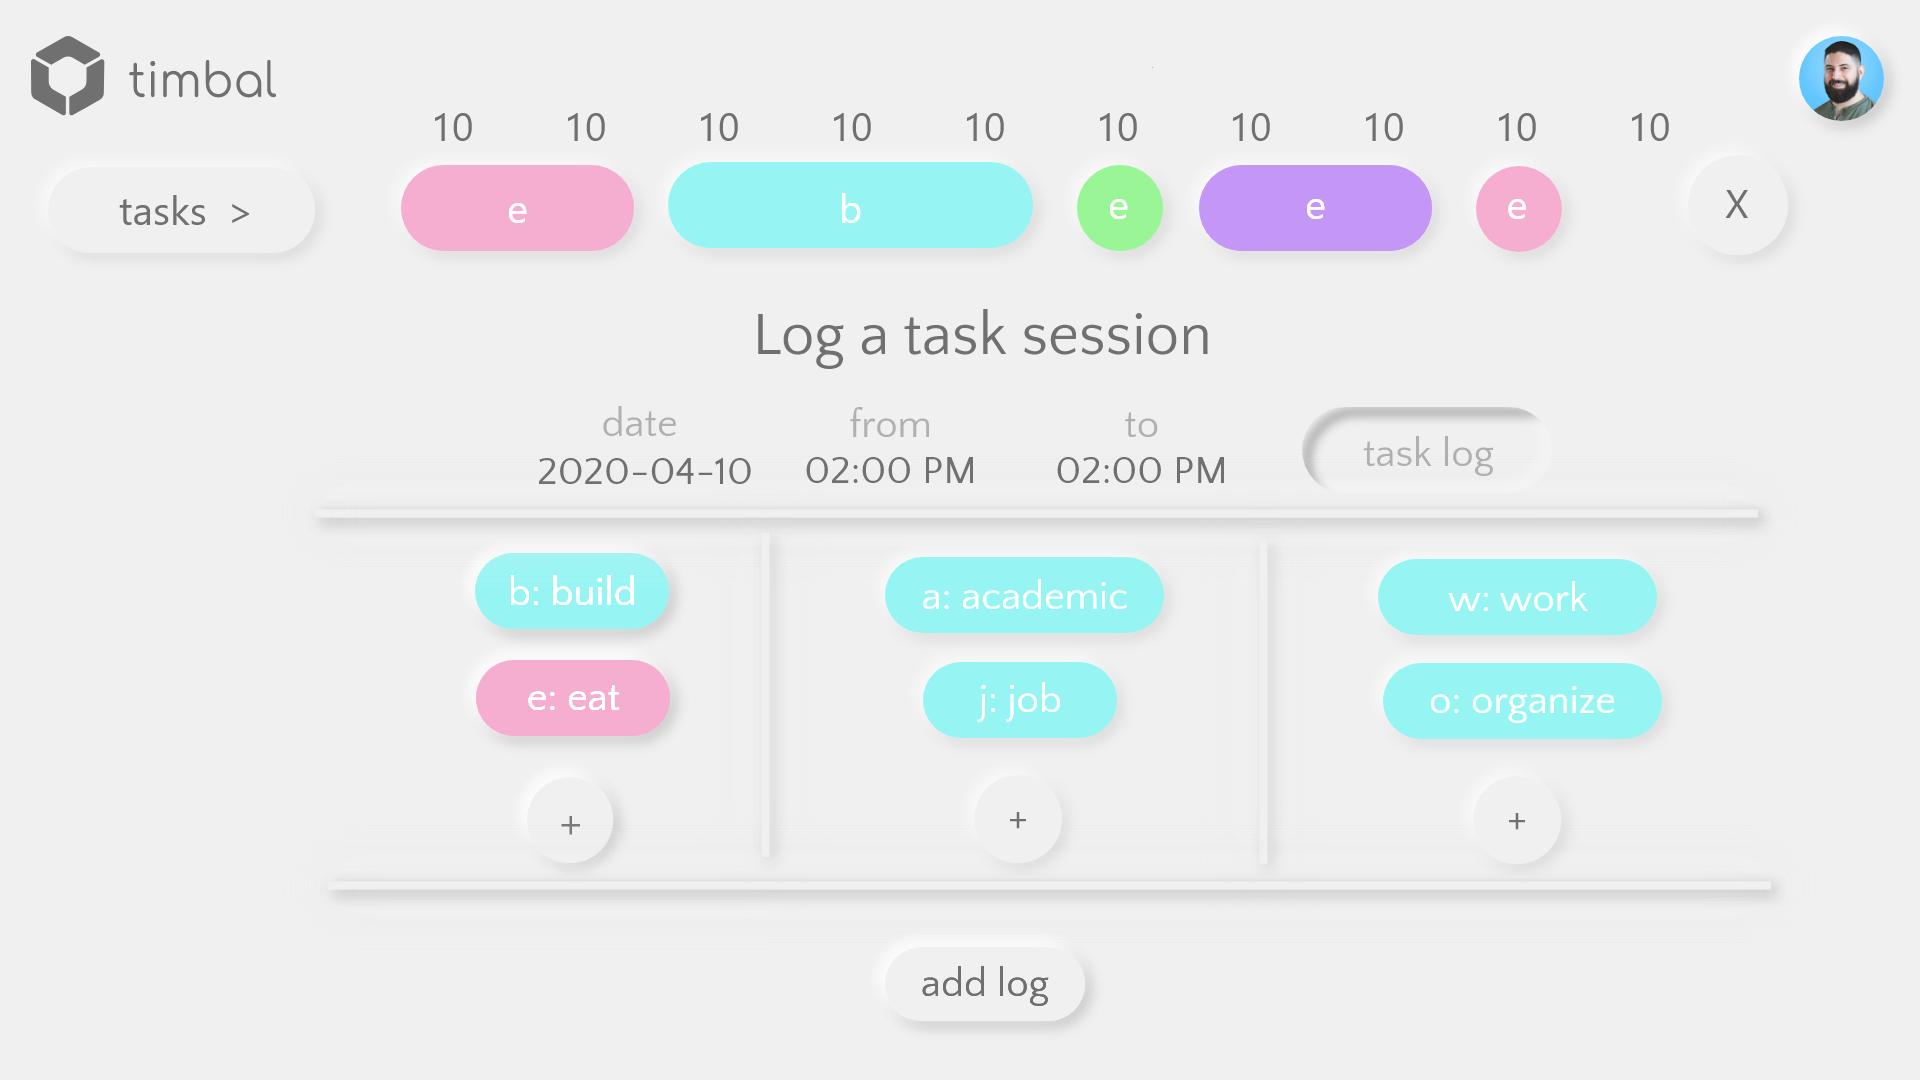 timbal
10 10 10 10 10 10 10 10 10 10
tasks > e b e e e X
Log a task session
date from to task log
2020-04-10 02:00 PM 02:00 PM
b: build a: academic w: work
e: eat j: job o: organize
+ + +
add log